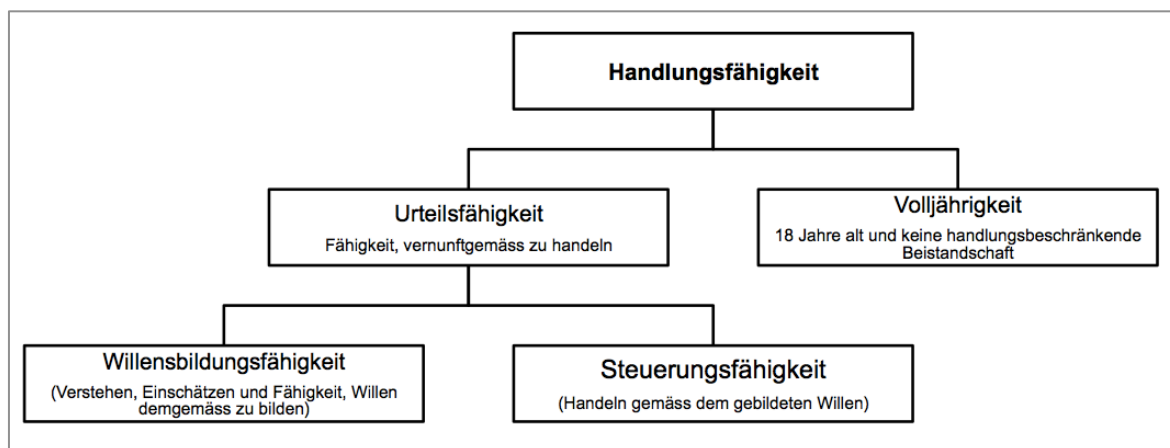 Handlungsfähigkeit
Urteilsfähigkeit
Fähigkeit, vernunftgemäss zu handeln
Volljährigkeit
18 Jahre alt und keine handlungsbeschränkende
Beistandschaft
Willensbildungsfähigkeit
(Verstehen, Einschätzen und Fähigkeit, Willen
demgemäss zu bilden)
Steuerungsfähigkeit
(Handeln gemäss dem gebildeten Willen)